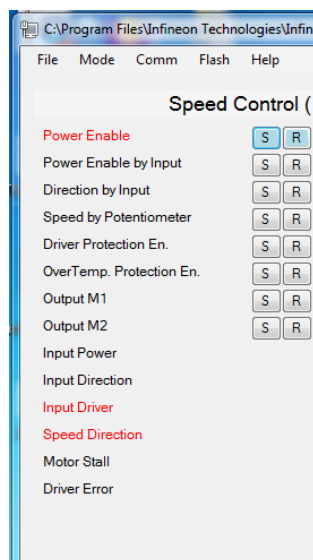 C:\Program Files\Infineon Technologies\Infin
File Mode Comm Flash Help
Speed Control (
Power Enable S R
Power Enable by Input S R
Direction by Input S R
Speed by Potentiometer S R
Driver Protection En. S R
OverTemp. Protection En. S R
Output M1 S R
Output M2 S R
Input Power
Input Direction
Input Driver
Speed Direction
Motor Stall
Driver Error